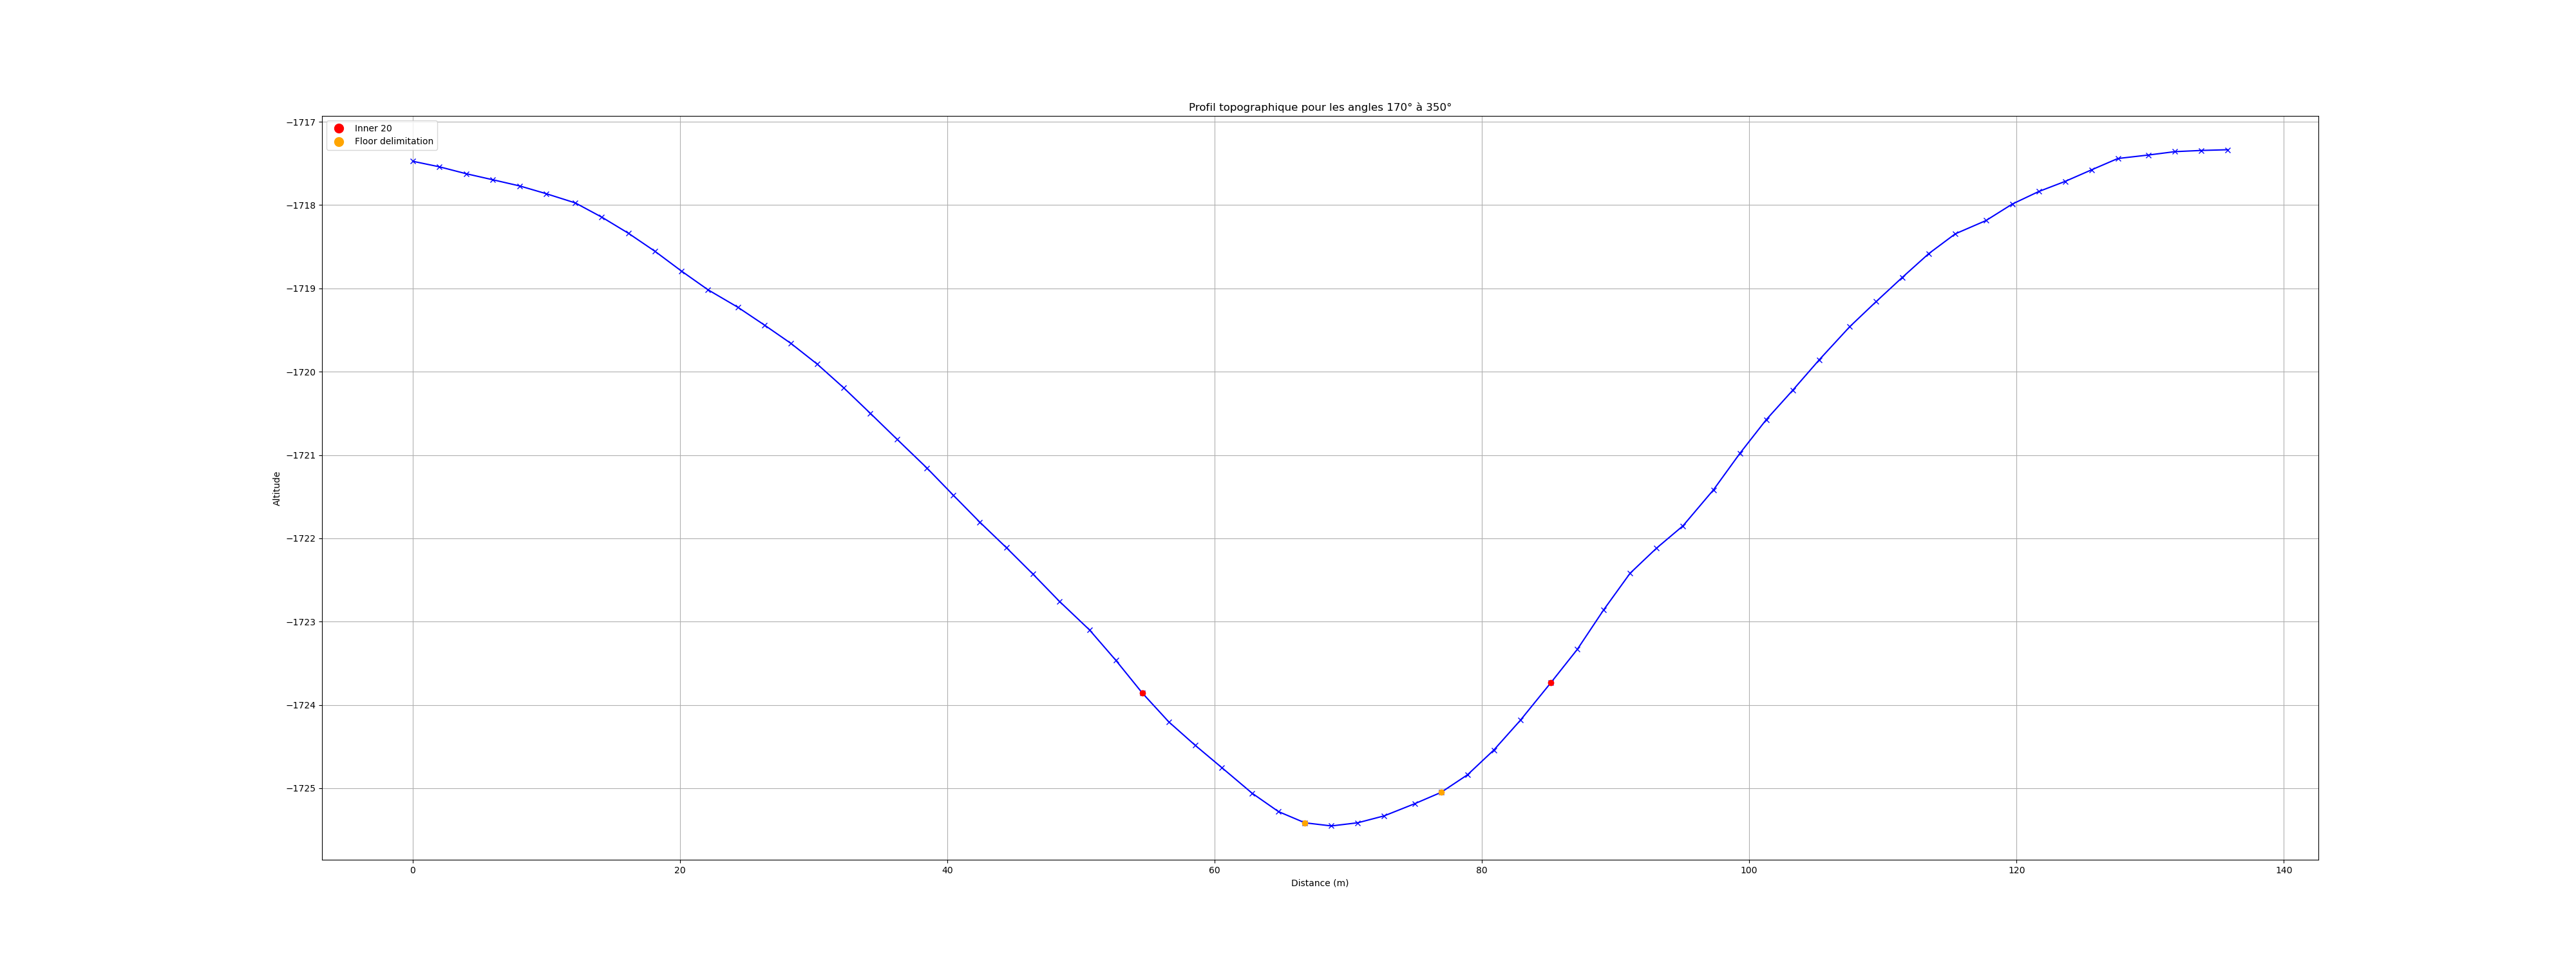 Profil topographique pour les angles 170° à 350°
Inner 20
Floor delimitation
−1717
−1718
−1719
−1720
−1721
−1722
−1723
−1724
−1725
Altitude
0 20 40 60 80 100 120 140
Distance (m)